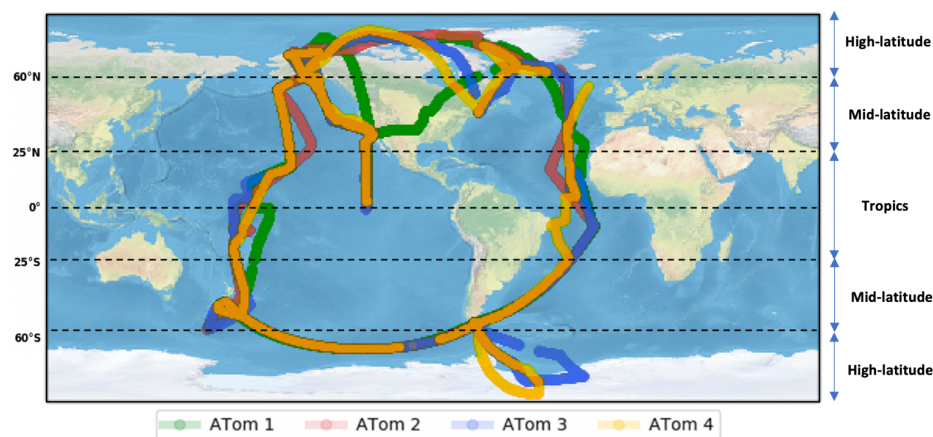 High-latitude
60°N
Mid-latitude
25°N
Tropics
0°
25°S
Mid-latitude
60°S
High-latitude
ATom 1 ATom 2 ATom 3 ATom 4